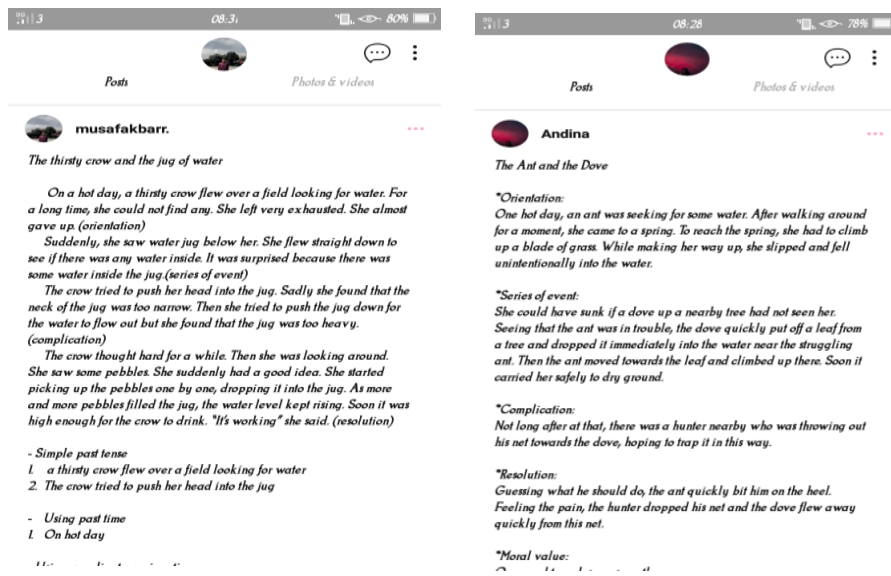 3 08:31 80%
Posts Photos & videos
musafakbarr.
The thirsty crow and the jug of water
On a hot day, a thirsty crow flew over a field looking for water. For
a long time, she could not find any. She left very exhausted. She almost
gave up. (orientation)
Suddenly, she saw water jug below her. She flew straight down to
see if there was any water inside. It was surprised because there was
some water inside the jug.(series of event)
The crow tried to push her head into the jug. Sadly she found that the
neck of the jug was too narrow. Then she tried to push the jug down for
the water to flow out but she found that the jug was too heavy.
(complication)
The crow thought hard for a while. Then she was looking around.
She saw some pebbles. She suddenly had a good idea. She started
picking up the pebbles one by one, dropping it into the jug. As more
and more pebbles filled the jug, the water level kept rising. Soon it was
high enough for the crow to drink. "It's working" she said. (resolution)
- Simple past tense
1. a thirsty crow flew over a field looking for water
2. The crow tried to push her head into the jug
- Using past time
1. On hot day
3 08:28 78%
Posts Photos & videos
Andina
The Ant and the Dove
*Orientation:
One hot day, an ant was seeking for some water. After walking around
for a moment, she came to a spring. To reach the spring, she had to climb
up a blade of grass. While making her way up, she slipped and fell
unintentionally into the water.
*Series of event:
She could have sunk if a dove up a nearby tree had not seen her.
Seeing that the ant was in trouble, the dove quickly put off a leaf from
a tree and dropped it immediately into the water near the struggling
ant. Then the ant moved towards the leaf and climbed up there. Soon it
carried her safely to dry ground.
*Complication:
Not long after at that, there was a hunter nearby who was throwing out
his net towards the dove, hoping to trap it in this way.
*Resolution:
Guessing what he should do, the ant quickly bit him on the heel.
Feeling the pain, the hunter dropped his net and the dove flew away
quickly from this net.
*Moral value: